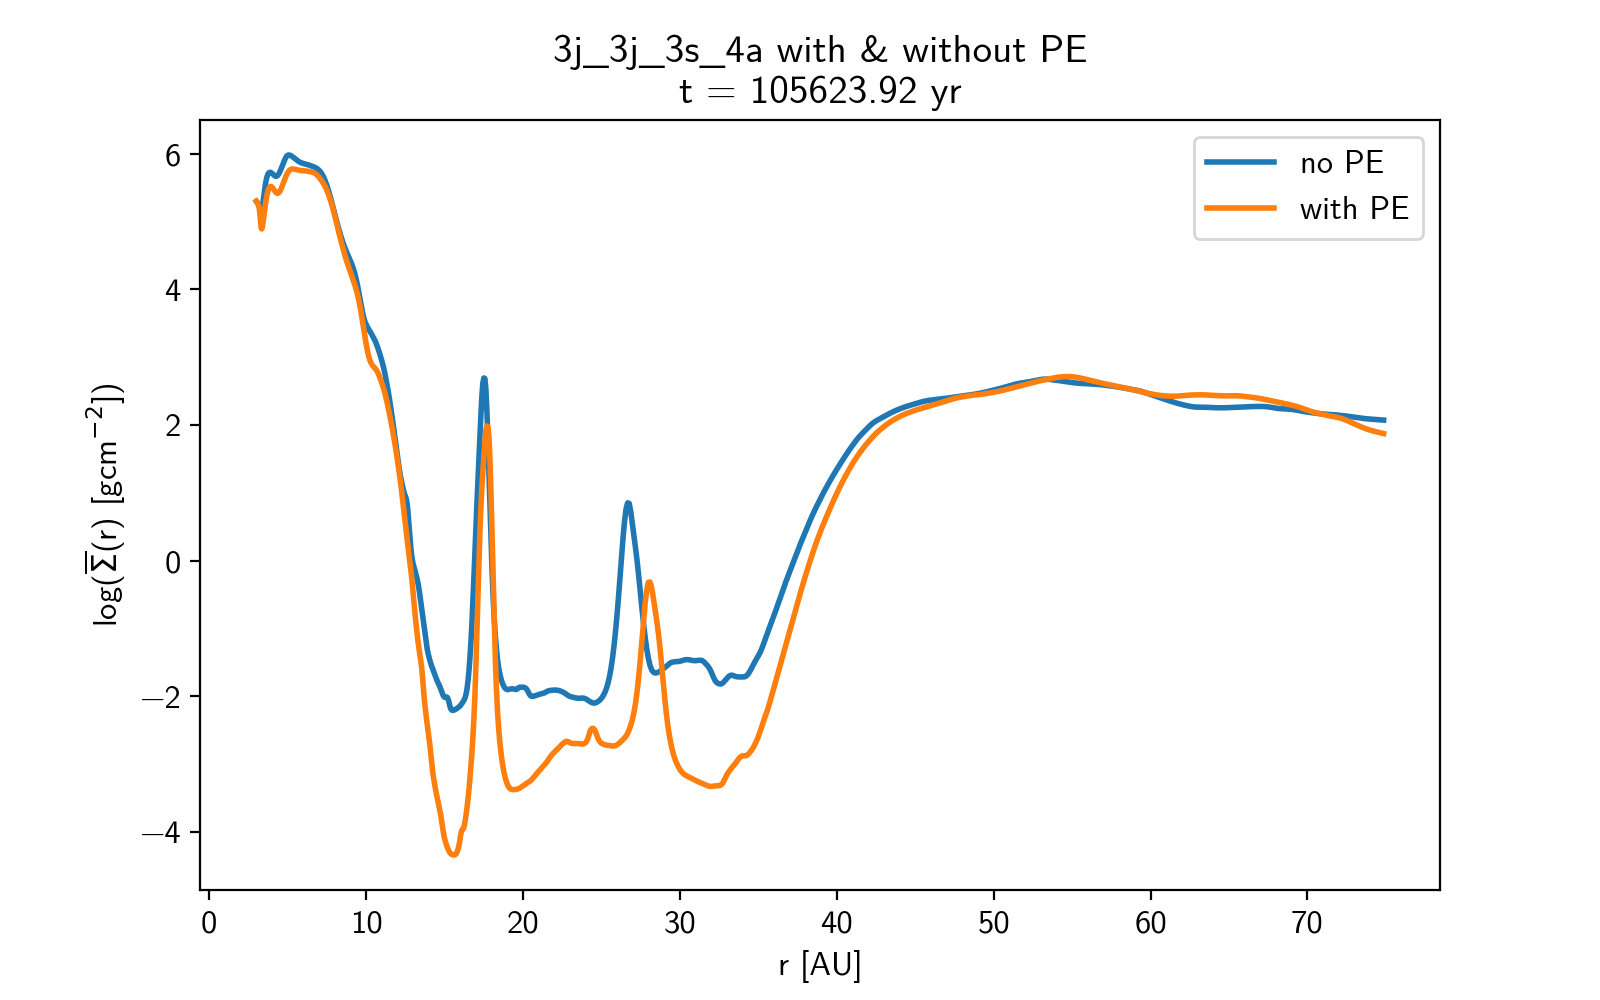 3j_3j_3s_4a with & without PE
t = 105623.92 yr
no PE
with PE
log(Σ̅(r) [gcm⁻²])
6
4
2
0
−2
−4
0 10 20 30 40 50 60 70
r [AU]